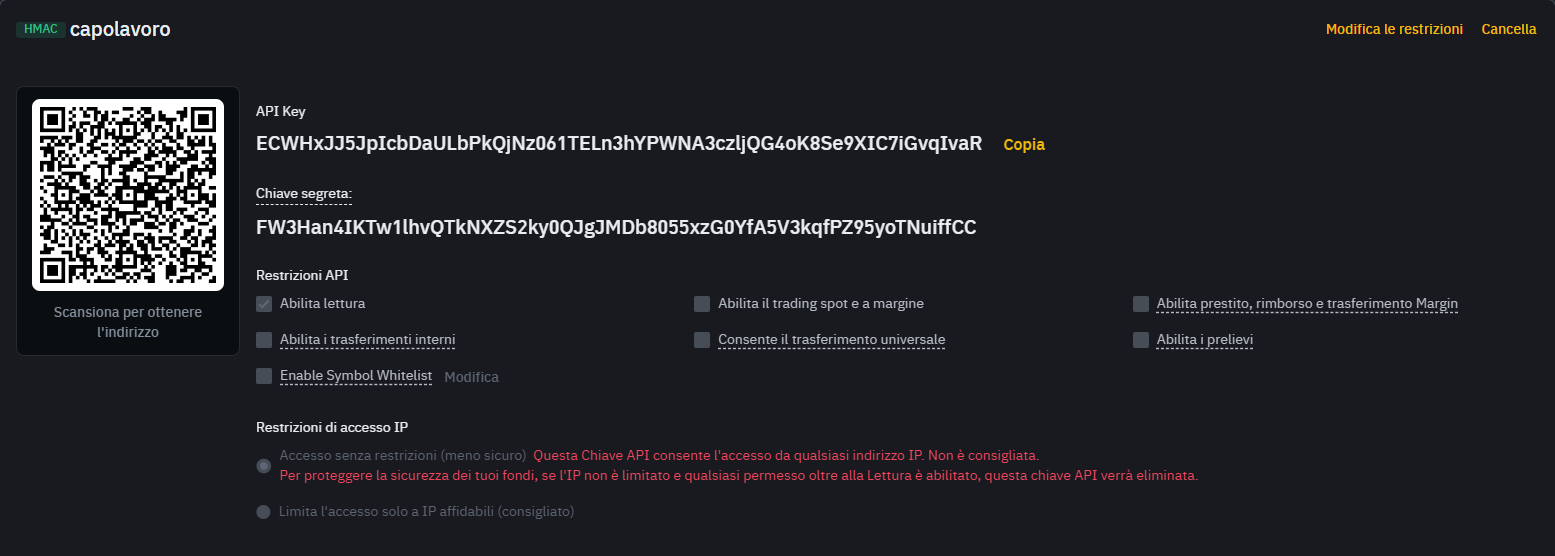 HMAC capolavoro
Modifica le restrizioni Cancella
API Key
ECWHxJJ5JpIcbDaULbPkQjNz061TELn3hYPWNA3czljQG4oK8Se9XIC7iGvqIvaR Copia
Chiave segreta:
FW3Han4IKTw1lhvQTkNXZS2ky0QJgJMDb8055xzG0YfA5V3kqfPZ95yoTNuiffCC
Scansiona per ottenere
l'indirizzo
Restrizioni API
Abilita lettura Abilita il trading spot e a margine Abilita prestito, rimborso e trasferimento Margin
Abilita i trasferimenti interni Consente il trasferimento universale Abilita i prelievi
Enable Symbol Whitelist Modifica
Restrizioni di accesso IP
Accesso senza restrizioni (meno sicuro) Questa Chiave API consente l'accesso da qualsiasi indirizzo IP. Non è consigliata.
Per proteggere la sicurezza dei tuoi fondi, se l'IP non è limitato e qualsiasi permesso oltre alla Lettura è abilitato, questa chiave API verrà eliminata.
Limita l'accesso solo a IP affidabili (consigliato)